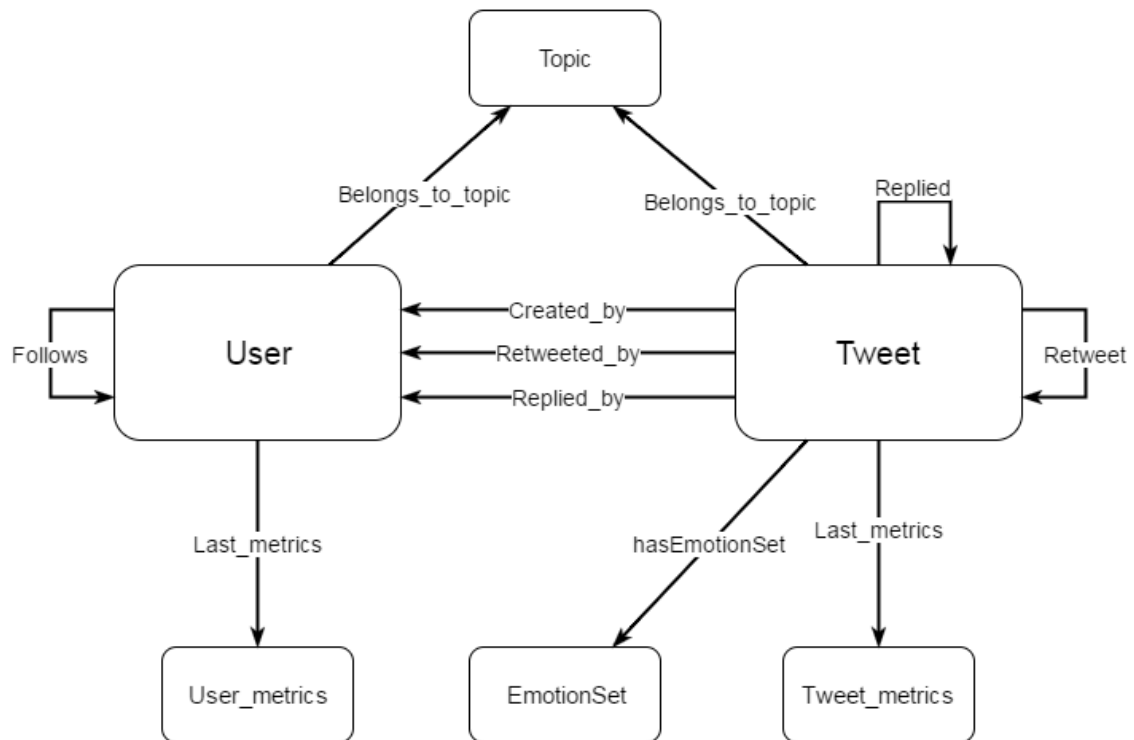 Topic
Belongs_to_topic
Belongs_to_topic
Replied
Created_by
User
Retweeted_by
Tweet
Follows
Retweet
Replied_by
Last_metrics
hasEmotionSet
Last_metrics
User_metrics
EmotionSet
Tweet_metrics